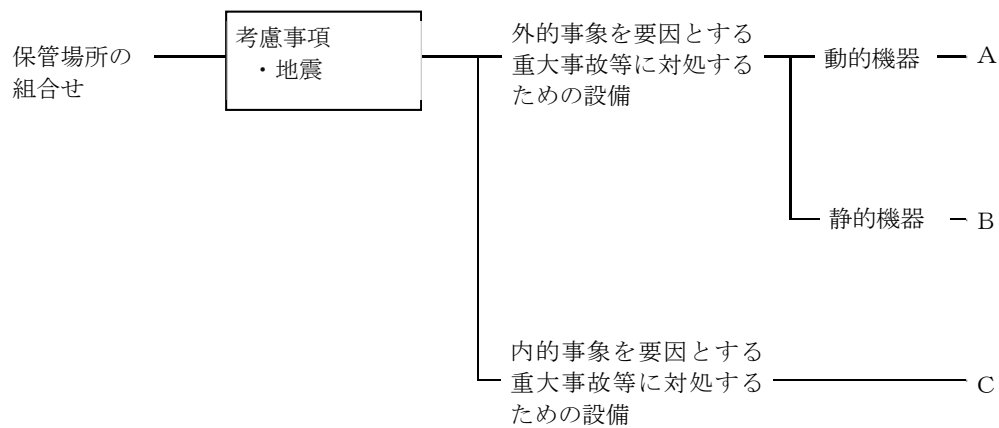 保管場所の
組合せ
考慮事項
・地震
外的事象を要因とする
重大事故等に対処する
ための設備
動的機器
A
静的機器
B
内的事象を要因とする
重大事故等に対処する
ための設備
C